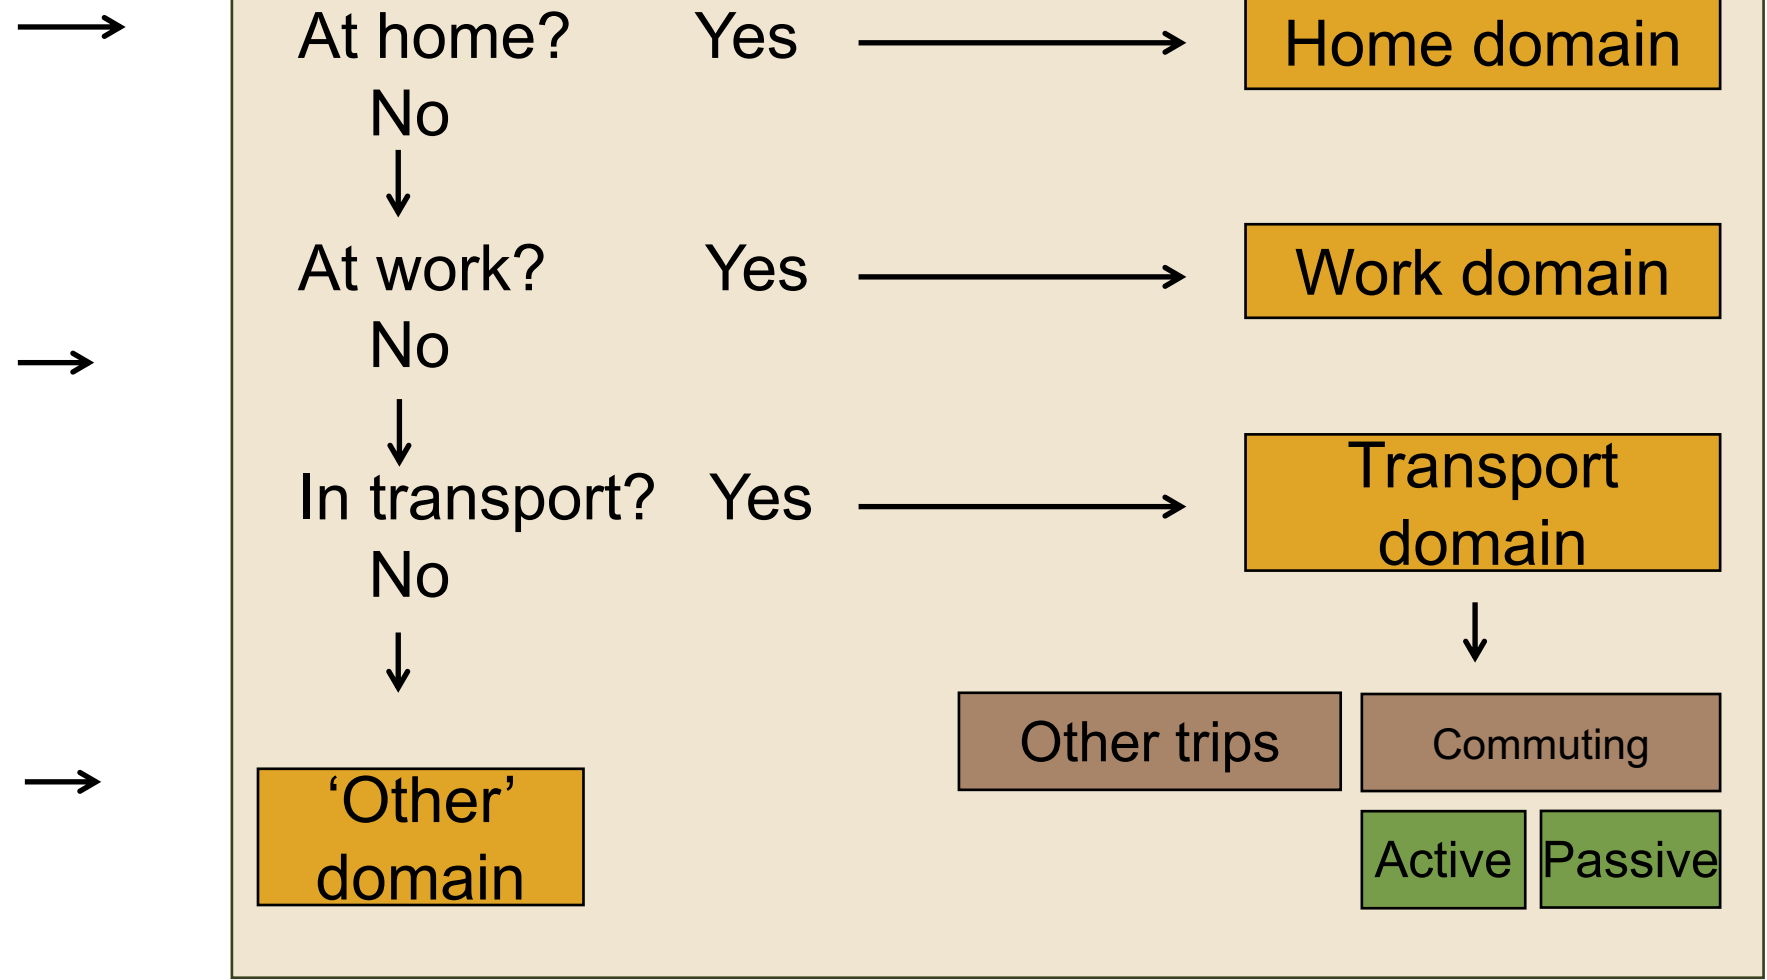 At home? Yes Home domain
No
At work? Yes Work domain
No
In transport? Yes Transport
domain
No
Other trips Commuting
‘Other’
domain
Active Passive